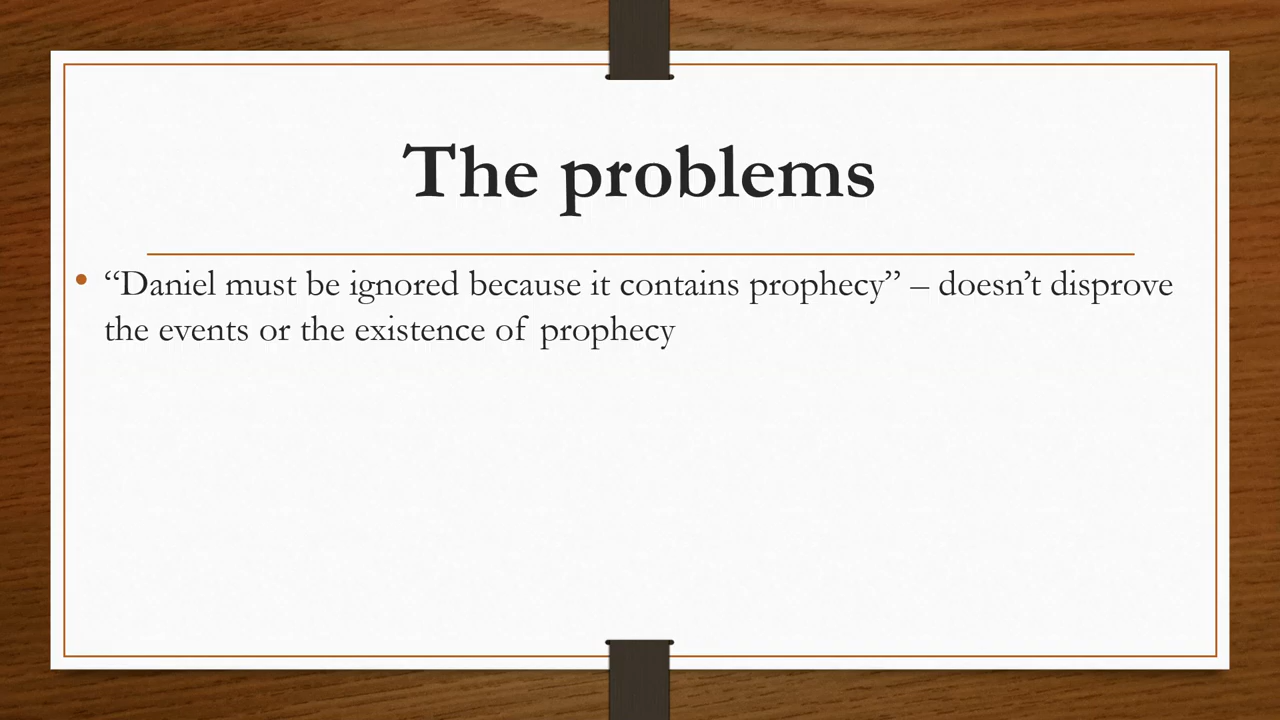 The problems
• “Daniel must be ignored because it contains prophecy” – doesn’t disprove
the events or the existence of prophecy